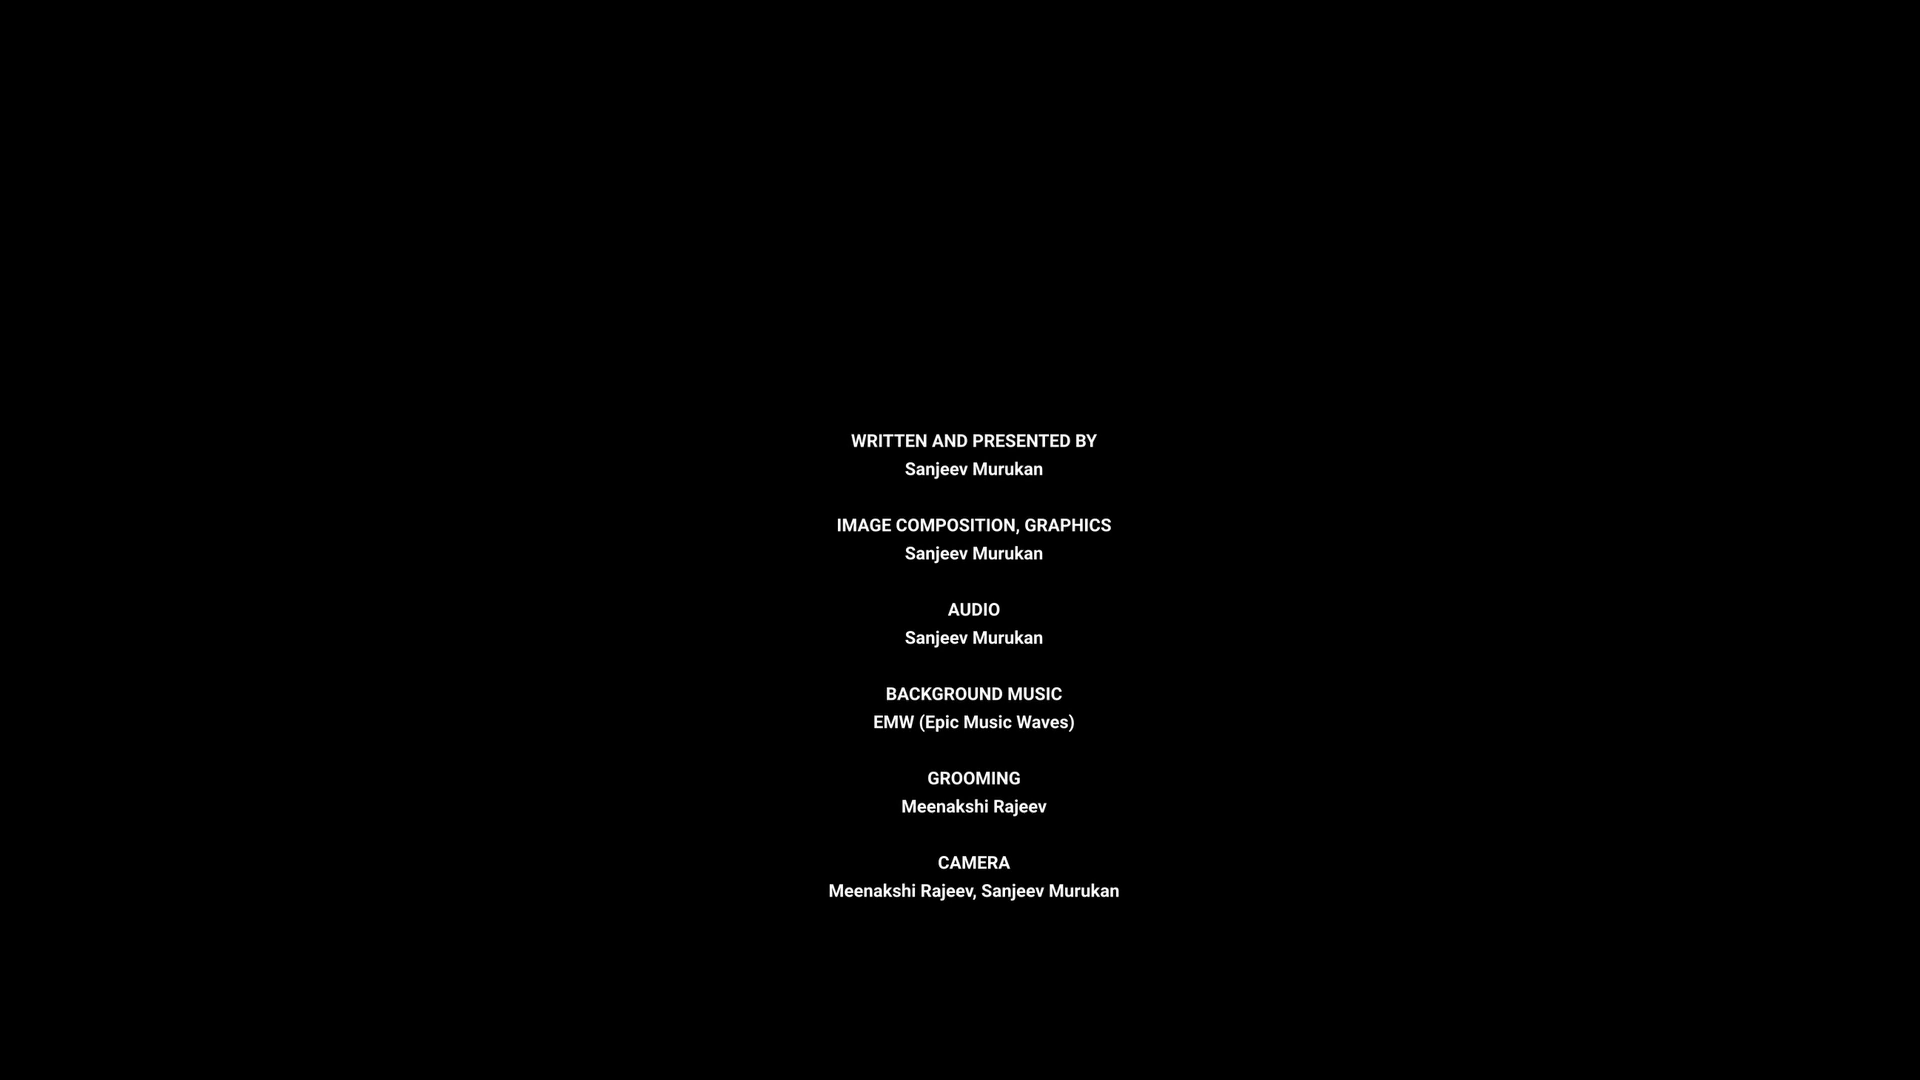 WRITTEN AND PRESENTED BY
Sanjeev Murukan
IMAGE COMPOSITION, GRAPHICS
Sanjeev Murukan
AUDIO
Sanjeev Murukan
BACKGROUND MUSIC
EMW (Epic Music Waves)
GROOMING
Meenakshi Rajeev
CAMERA
Meenakshi Rajeev, Sanjeev Murukan